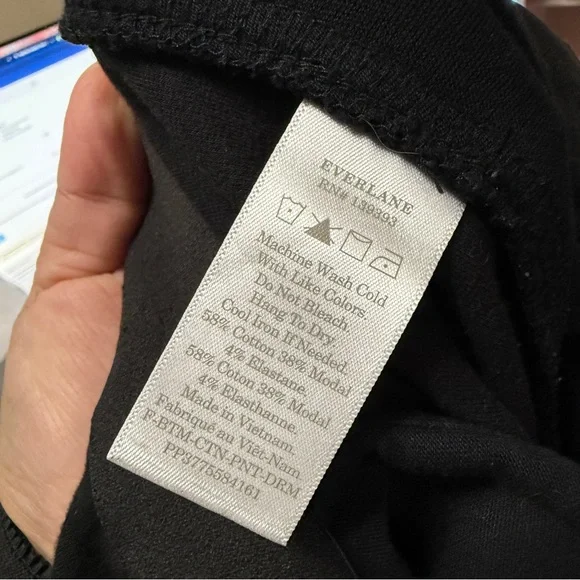 EVERLANE
RN# 139393
Machine Wash Cold
With Like Colors.
Do Not Bleach.
Hang To Dry
Cool Iron If Needed.
58% Cotton 38% Modal
4% Elastane.
58% Coton 38% Modal
4% Elasthanne.
Made in Vietnam.
Fabriqué au Viêt-Nam.
F-BTM-CTN-PNT-DRM
PP3775584161